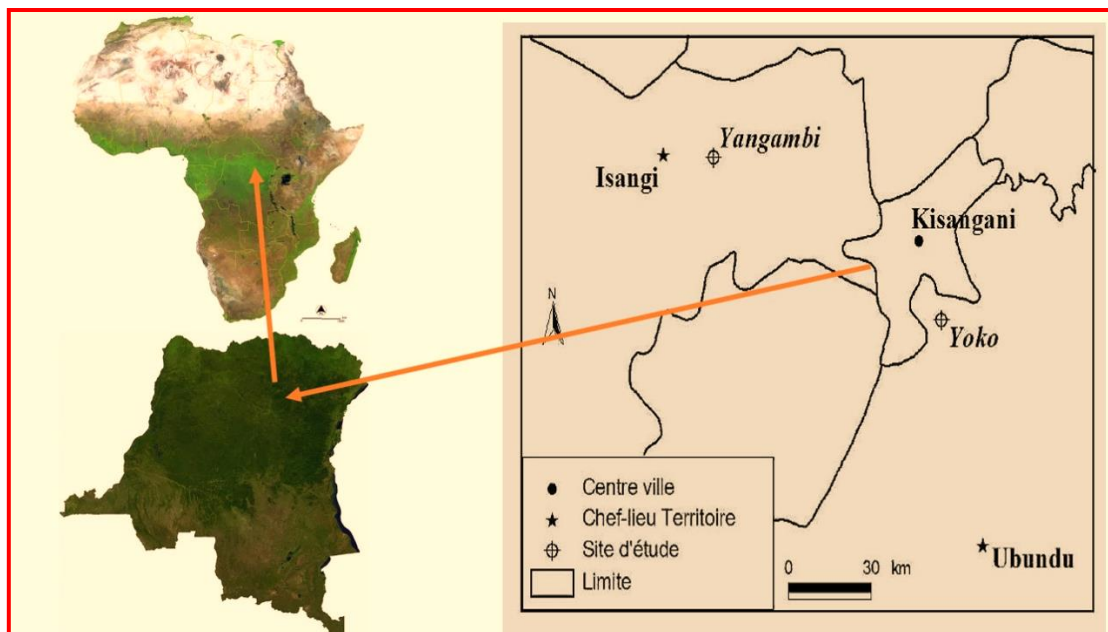 Yangambi
Isangi
Kisangani
N
Yoko
Centre ville
Chef-lieu Territoire
Site d'étude
Limite
0 30 km
Ubundu